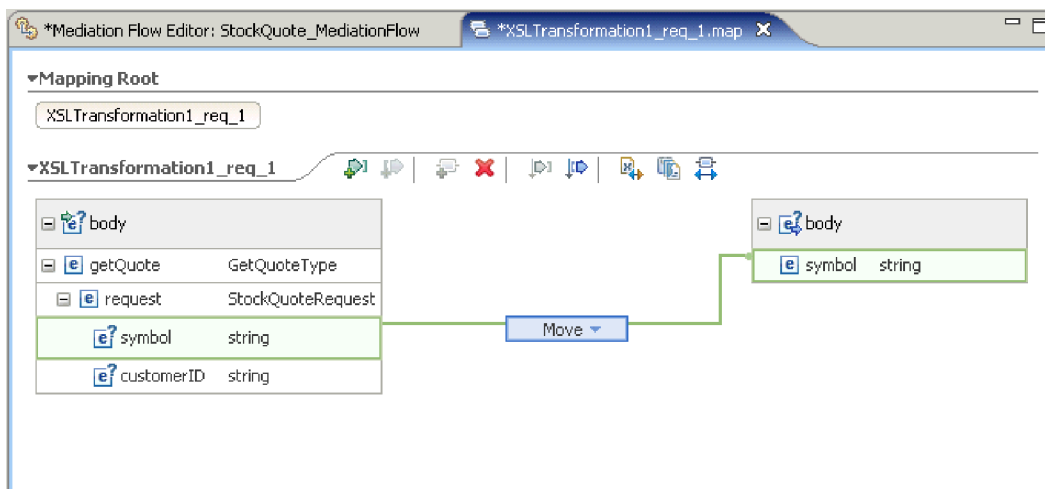 *Mediation Flow Editor: StockQuote_MediationFlow *XSLTransformation1_req_1.map
Mapping Root
XSLTransformation1_req_1
XSLTransformation1_req_1
body body
getQuote GetQuoteType symbol string
request StockQuoteRequest
Move
symbol string
customerID string